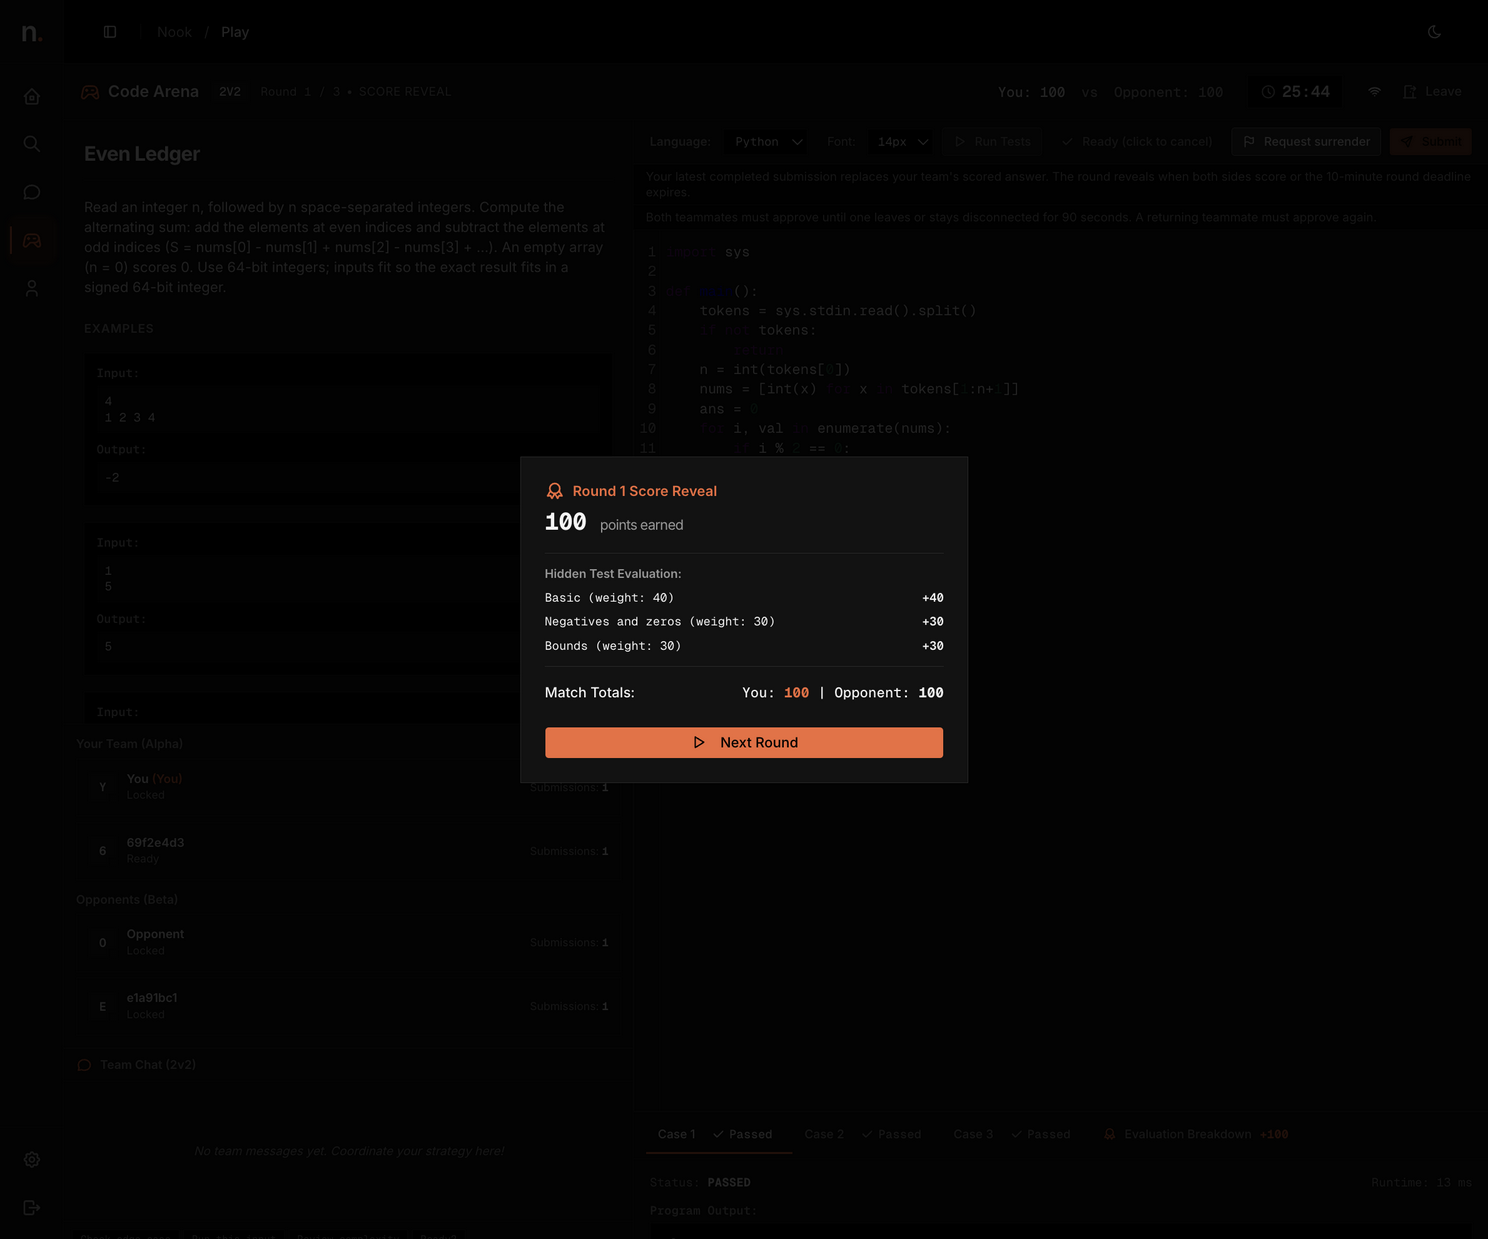 n.
Nook / Play
Code Arena 2V2 Round 1 / 3 • SCORE REVEAL
You: 100 vs Opponent: 100 25:44 Leave
Even Ledger
Read an integer n, followed by n space-separated integers. Compute the
alternating sum: add the elements at even indices and subtract the elements at
odd indices (S = nums[0] - nums[1] + nums[2] - nums[3] + ...). An empty array
(n = 0) scores 0. Use 64-bit integers; inputs fit so the exact result fits in a
signed 64-bit integer.
EXAMPLES
Input:
4
1 2 3 4
Output:
-2
Input:
1
5
Output:
5
Input:
Your Team (Alpha)
Y You (You)
Locked
Submissions: 1
6 69f2e4d3
Ready
Submissions: 1
Opponents (Beta)
O Opponent
Locked
Submissions: 1
E e1a91bc1
Locked
Submissions: 1
Team Chat (2v2)
No team messages yet. Coordinate your strategy here!
Language: Python Font: 14px Run Tests Ready (click to cancel) Request surrender Submit
Your latest completed submission replaces your team's scored answer. The round reveals when both sides score or the 10-minute round deadline
expires.
Both teammates must approve until one leaves or stays disconnected for 90 seconds. A returning teammate must approve again.
1 import sys
2
3 def main():
4 tokens = sys.stdin.read().split()
5 if not tokens:
6 return
7 n = int(tokens[0])
8 nums = [int(x) for x in tokens[1:n+1]]
9 ans = 0
10 for i, val in enumerate(nums):
11 if i % 2 == 0:
Round 1 Score Reveal
100 points earned
Hidden Test Evaluation:
Basic (weight: 40) +40
Negatives and zeros (weight: 30) +30
Bounds (weight: 30) +30
Match Totals: You: 100 | Opponent: 100
Next Round
Case 1 Passed Case 2 Passed Case 3 Passed Evaluation Breakdown +100
Status: PASSED Runtime: 13 ms
Program Output: